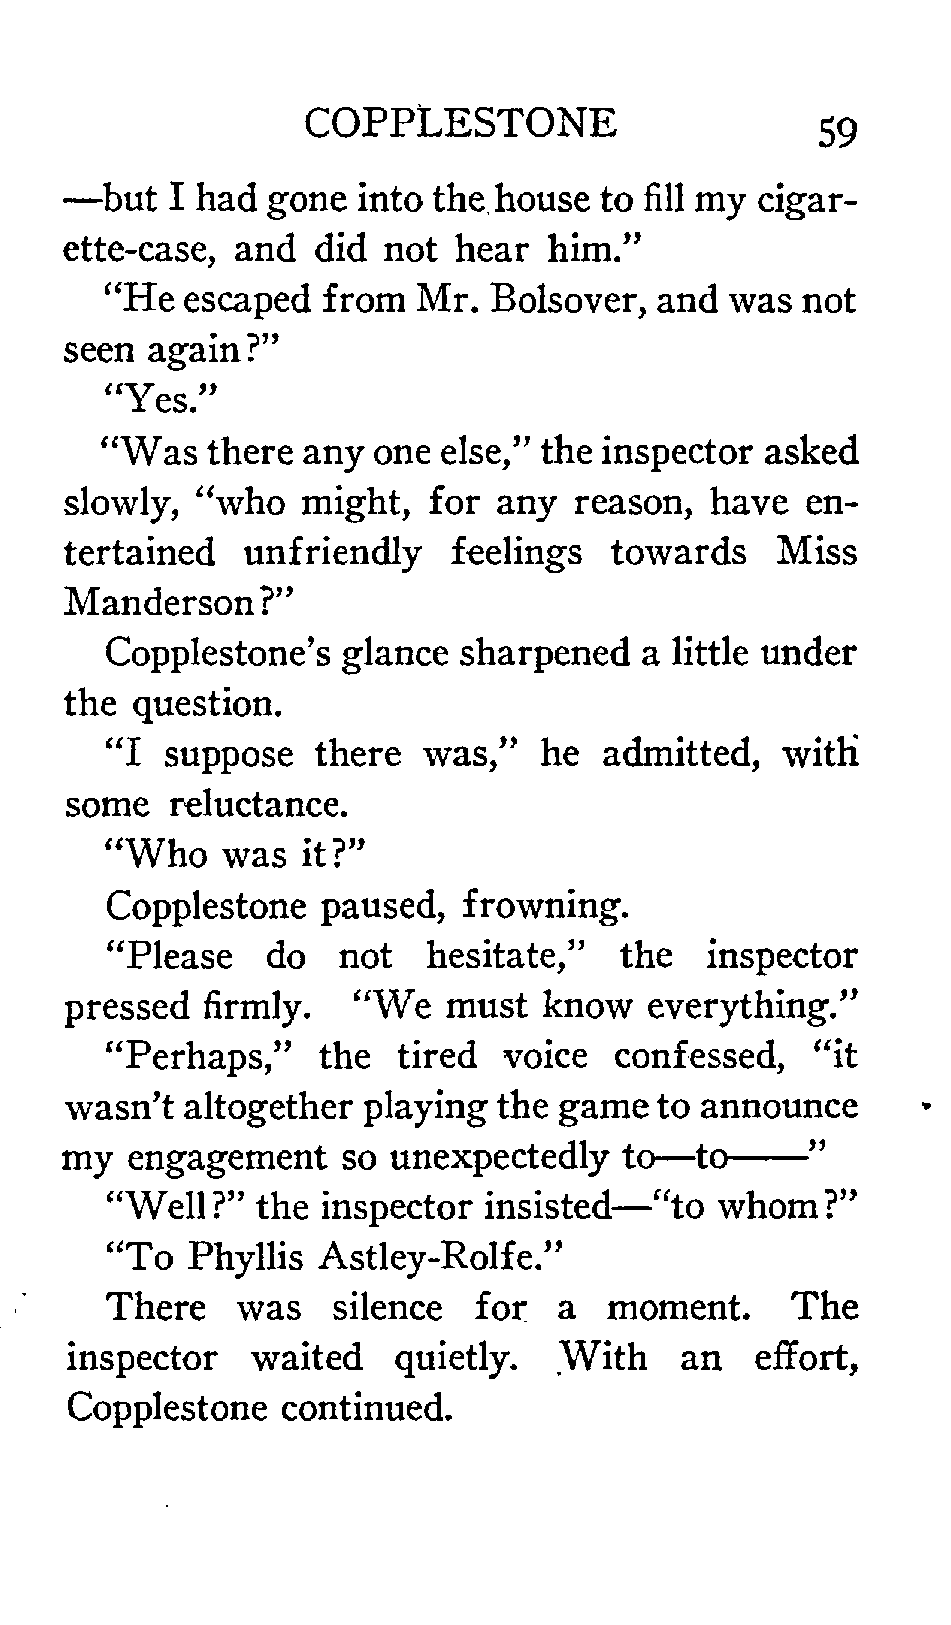 COPPLESTONE 59
—but I had gone into the house to fill my cigar-
ette-case, and did not hear him."
"He escaped from Mr. Bolsover, and was not
seen again?"
"Yes."
"Was there any one else," the inspector asked
slowly, "who might, for any reason, have en-
tertained unfriendly feelings towards Miss
Manderson?"
Copplestone's glance sharpened a little under
the question.
"I suppose there was," he admitted, with
some reluctance.
"Who was it?"
Copplestone paused, frowning.
"Please do not hesitate," the inspector
pressed firmly. "We must know everything."
"Perhaps," the tired voice confessed, "it
wasn't altogether playing the game to announce
my engagement so unexpectedly to—to——"
"Well?" the inspector insisted—"to whom?"
"To Phyllis Astley-Rolfe."
There was silence for a moment. The
inspector waited quietly. With an effort,
Copplestone continued.